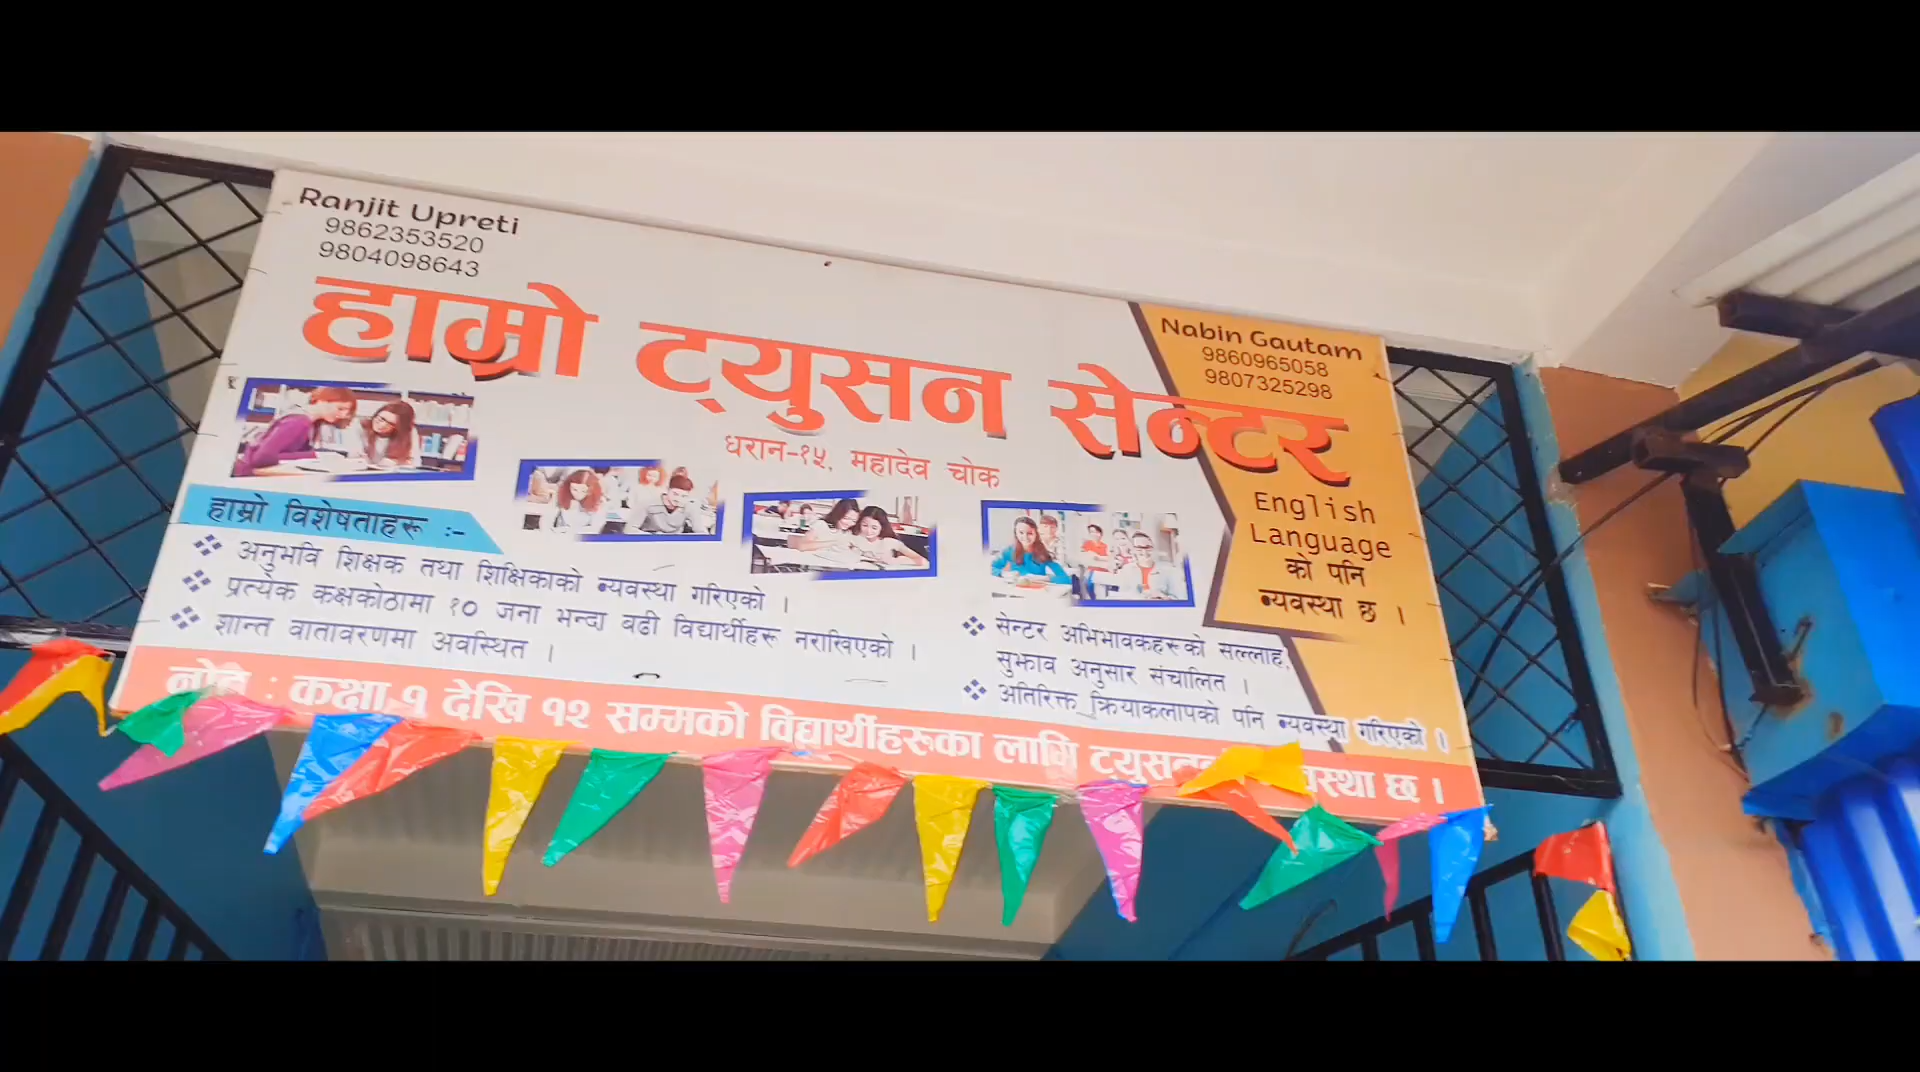 Ranjit Upreti
9862353520
9804098643
Nabin Gautam
9860965058
9807325298
हाम्रो ट्युसन सेन्टर
धरान-१५, महादेव चोक
English
Language
को पनि
व्यवस्था छ ।
हाम्रो विशेषताहरू :-
अनुभवि शिक्षक तथा शिक्षिकाको व्यवस्था गरिएको ।
प्रत्येक कक्षकोठामा १० जना भन्दा वढी विद्यार्थीहरू नराखिएको ।
शान्त वातावरणमा अवस्थित ।
सेन्टर अभिभावकहरूको सल्लाह,
सुझाव अनुसार संचालित ।
अतिरिक्त क्रियाकलापको पनि व्यवस्था गरिएको ।
नोट : कक्षा १ देखि १२ सम्मको विद्यार्थीहरूका लागि छ ।